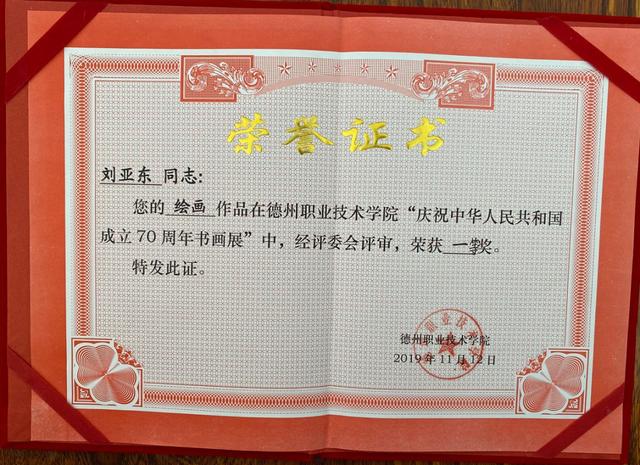 荣誉证书
刘亚东 同志:
您的 绘画 作品在德州职业技术学院“庆祝中华人民共和国
成立70周年书画展”中，经评委会评审，荣获 一等奖。
特发此证。
德州职业技术学院
2019年11月12日